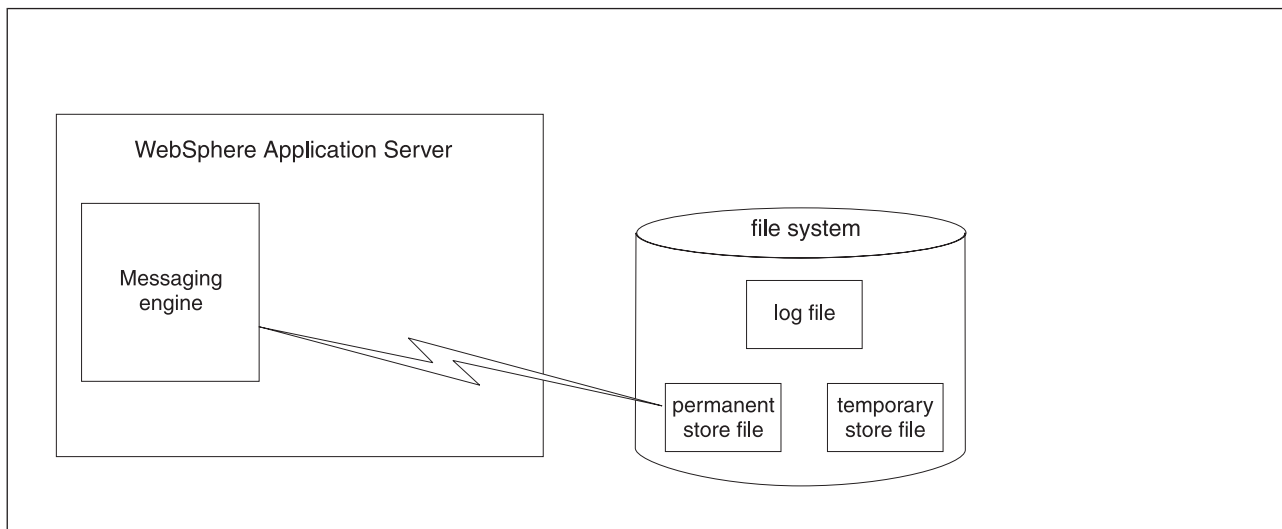 WebSphere Application Server
Messaging
engine
file system
log file
permanent
store file
temporary
store file